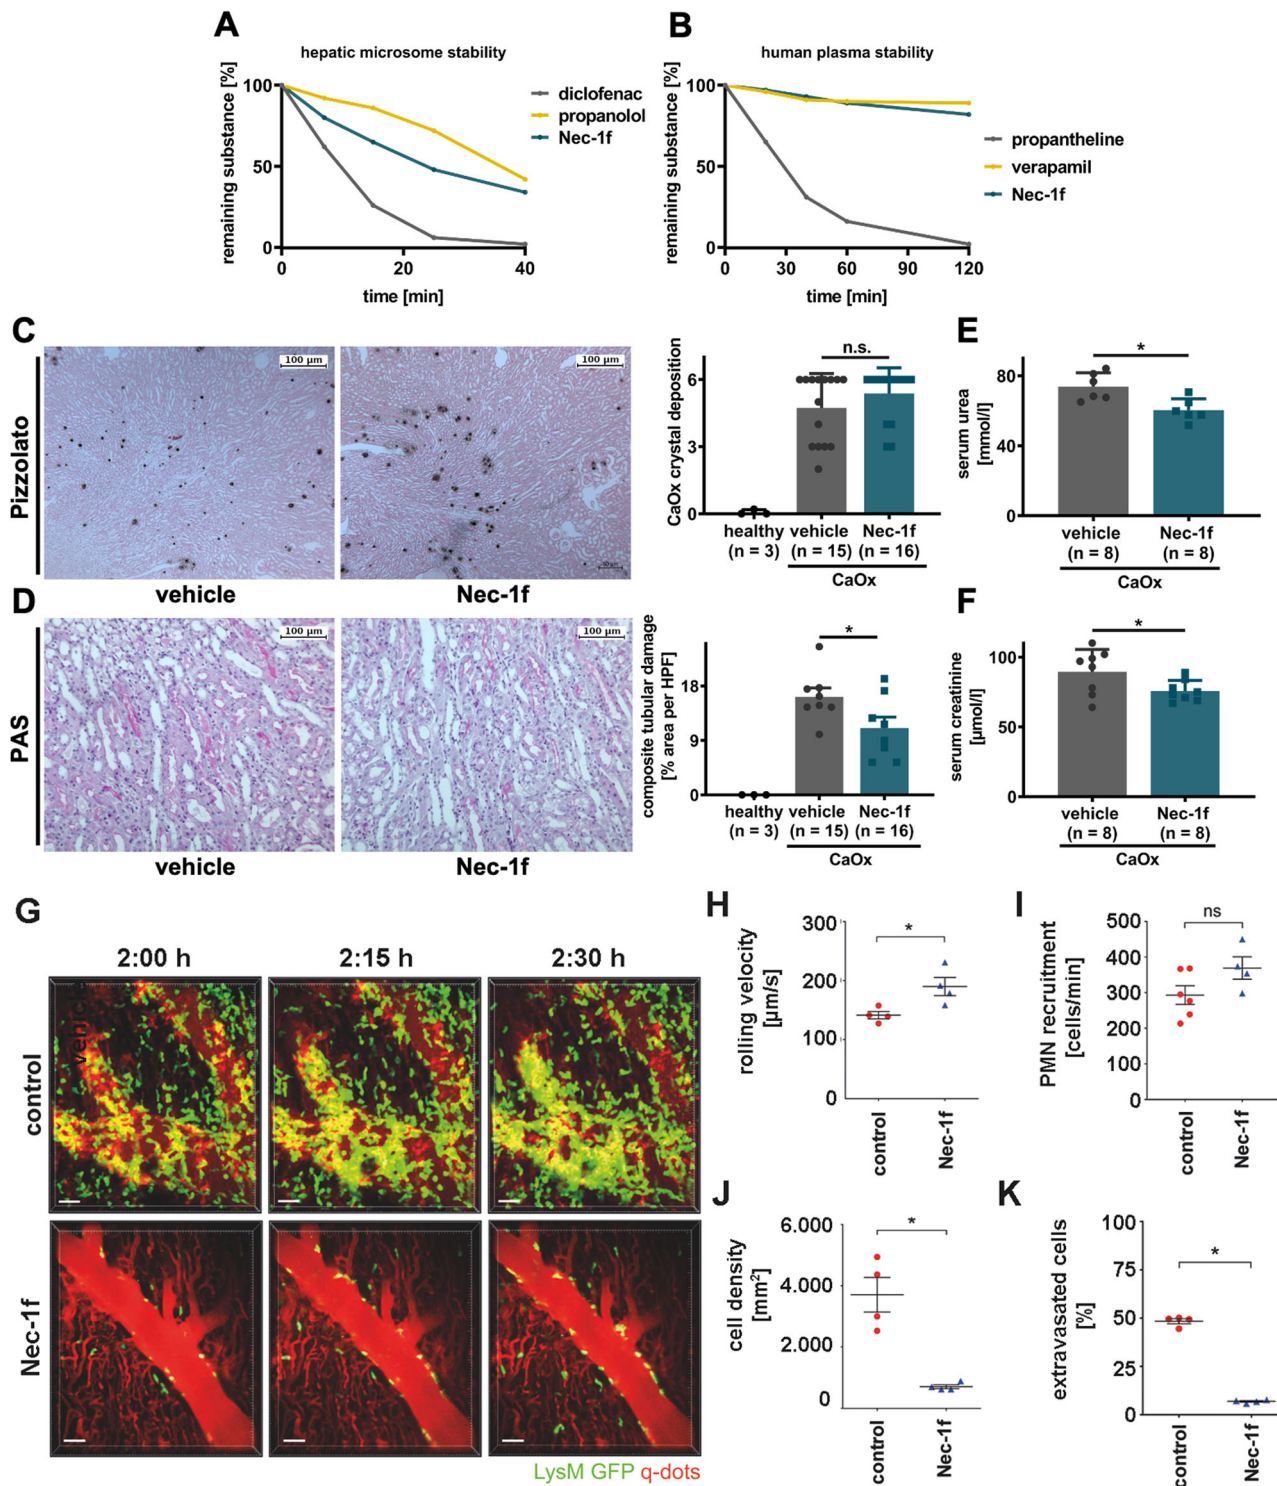 A
hepatic microsome stability
remaining substance [%]
100
50
0
0
20
40
time [min]
diclofenac
propanolol
Nec-1f
B
human plasma stability
remaining substance [%]
100
50
0
0
30
60
90
120
time [min]
propantheline
verapamil
Nec-1f
C
Pizzolato
100 µm
100 µm
vehicle
Nec-1f
CaOx crystal deposition
6
3
0
n.s.
healthy
(n = 3)
vehicle
(n = 15)
Nec-1f
(n = 16)
CaOx
E
serum urea
[mmol/l]
80
40
0
*
vehicle
(n = 8)
Nec-1f
(n = 8)
CaOx
D
PAS
100 µm
100 µm
vehicle
Nec-1f
composite tubular damage
[% area per HPF]
18
9
0
*
healthy
(n = 3)
vehicle
(n = 15)
Nec-1f
(n = 16)
CaOx
F
serum creatinine
[µmol/l]
100
50
0
*
vehicle
(n = 8)
Nec-1f
(n = 8)
CaOx
G
2:00 h
2:15 h
2:30 h
control
vehicle
Nec-1f
LysM GFP q-dots
H
rolling velocity
[µm/s]
300
200
100
0
*
control
Nec-1f
I
PMN recruitment
[cells/min]
500
400
300
200
100
0
ns
control
Nec-1f
J
cell density
[mm²]
6.000
4.000
2.000
0
*
control
Nec-1f
K
extravasated cells
[%]
100
75
50
25
0
*
control
Nec-1f